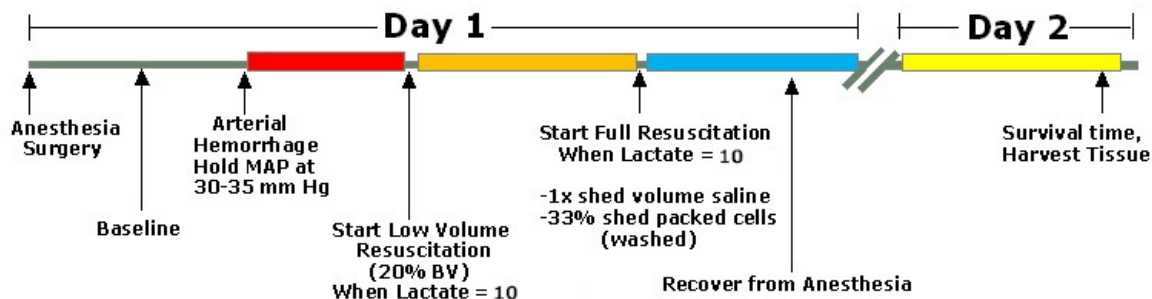 Day 1
Day 2
Anesthesia
Surgery
Baseline
Arterial
Hemorrhage
Hold MAP at
30-35 mm Hg
Start Low Volume
Resuscitation
(20% BV)
When Lactate = 10
Start Full Resuscitation
When Lactate = 10
-1x shed volume saline
-33% shed packed cells
(washed)
Recover from Anesthesia
Survival time,
Harvest Tissue